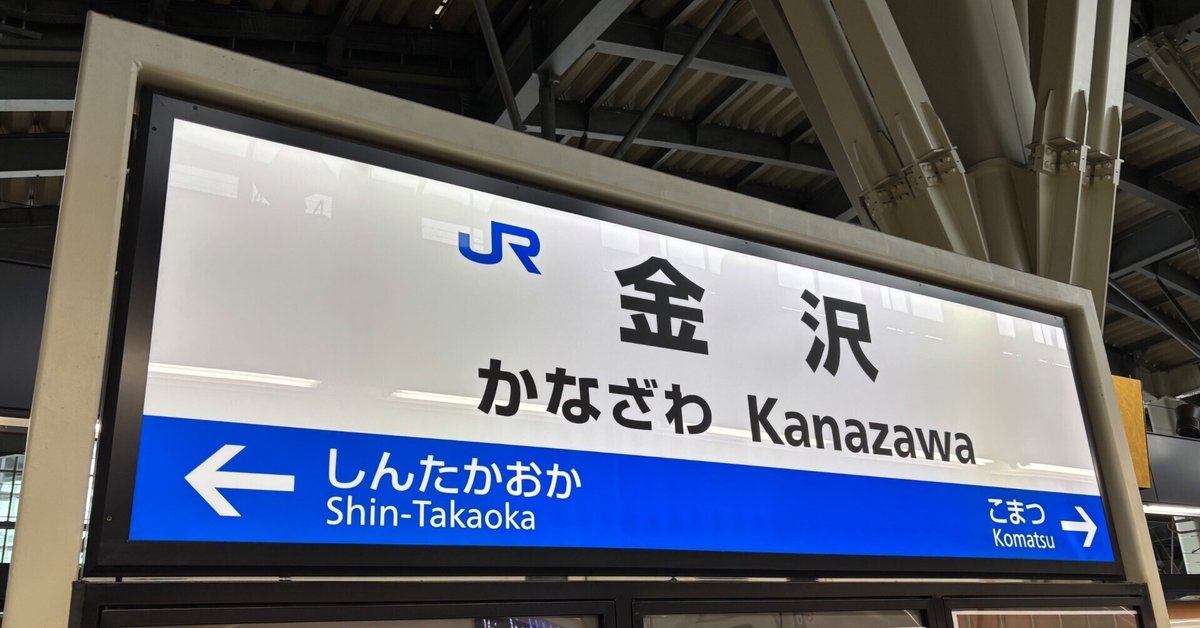 JR
金沢
かなざわ Kanazawa
← しんたかおか
Shin-Takaoka
こまつ →
Komatsu